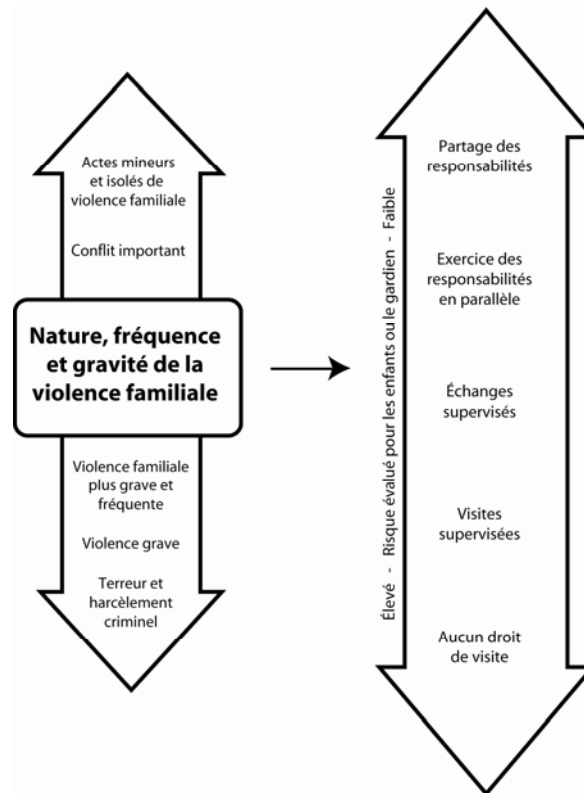 Actes mineurs
et isolés de
violence familiale
Conflit important
Nature, fréquence
et gravité de la
violence familiale
Violence familiale
plus grave et
fréquente
Violence grave
Terreur et
harcèlement
criminel
Élevé - Risque évalué pour les enfants ou le gardien - Faible
Partage des
responsabilités
Exercice des
responsabilités
en parallèle
Échanges
supervisés
Visites
supervisées
Aucun droit
de visite